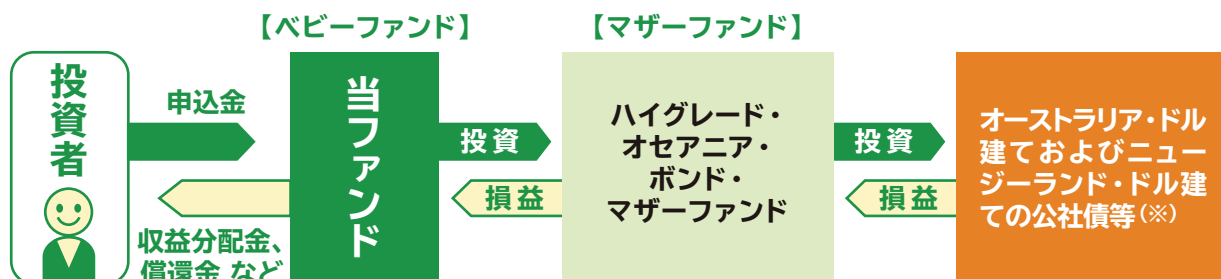 【ベビーファンド】
【マザーファンド】
投資者
申込金
収益分配金、
償還金 など
当ファンド
投資
損益
ハイグレード・
オセアニア・
ボンド・
マザーファンド
投資
損益
オーストラリア・ドル
建ておよびニュー
ジーランド・ドル建
ての公社債等(※)